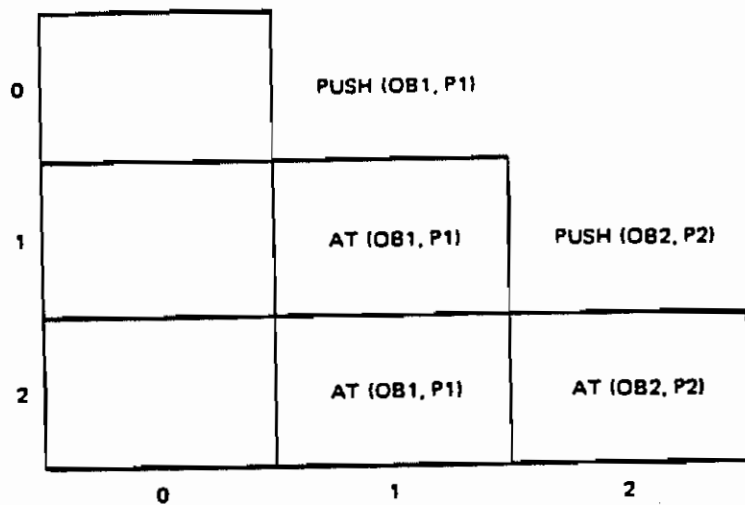 0 PUSH (OB1, P1)
1 AT (OB1, P1) PUSH (OB2, P2)
2 AT (OB1, P1) AT (OB2, P2)
0 1 2